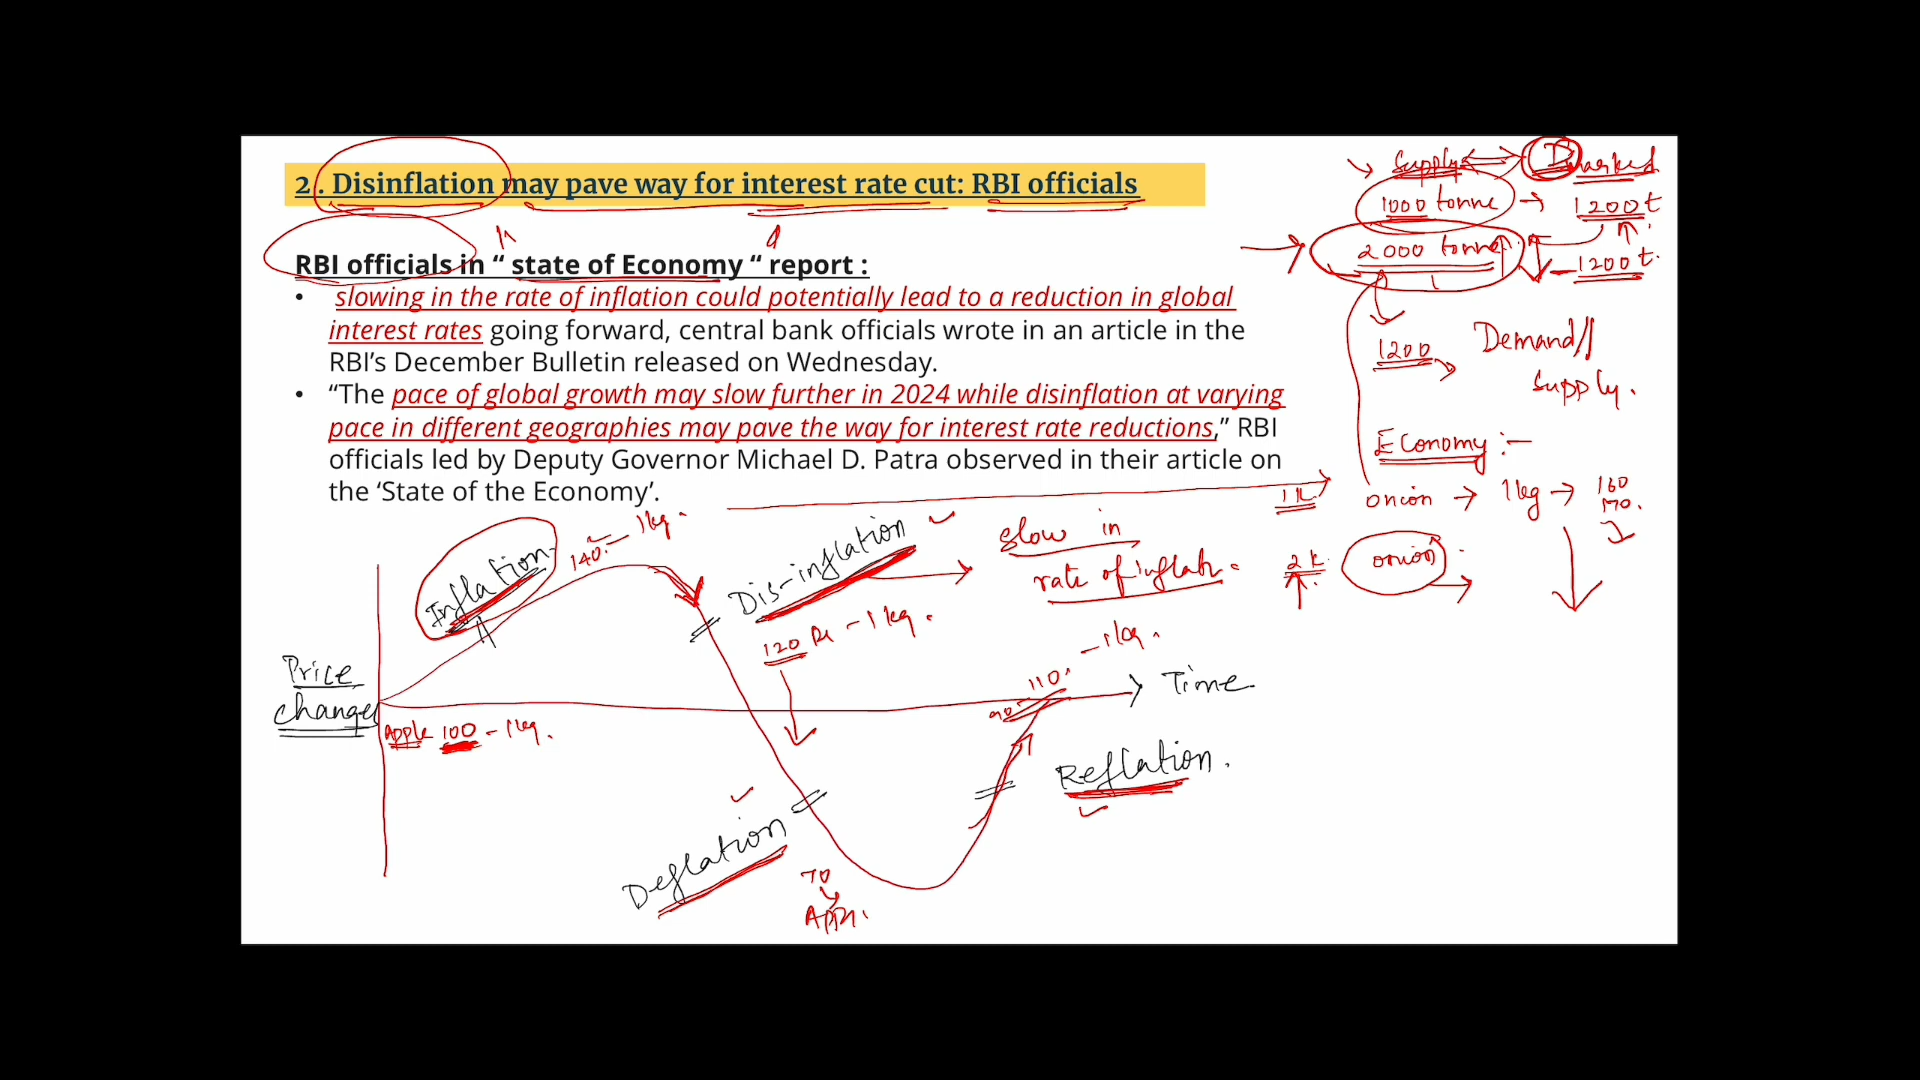 2 . Disinflation may pave way for interest rate cut: RBI officials
RBI officials in “ state of Economy “ report :
• slowing in the rate of inflation could potentially lead to a reduction in global
interest rates going forward, central bank officials wrote in an article in the
RBI’s December Bulletin released on Wednesday.
• “The pace of global growth may slow further in 2024 while disinflation at varying
pace in different geographies may pave the way for interest rate reductions,” RBI
officials led by Deputy Governor Michael D. Patra observed in their article on
the ‘State of the Economy’.
Supply
1000 tonne → 1200t
2000 tonne
1200t.
1200
Demand/
Supply.
Economy :-
onion → 1kg → 160
170.
2k onion
Inflation
140 - 1kg.
Dis-inflation
slow in
rate of
120 Rs - 1kg.
Price
change
Apple 100 - 1kg.
110. - 1kg.
90
Time
Reflation.
Deflation
70